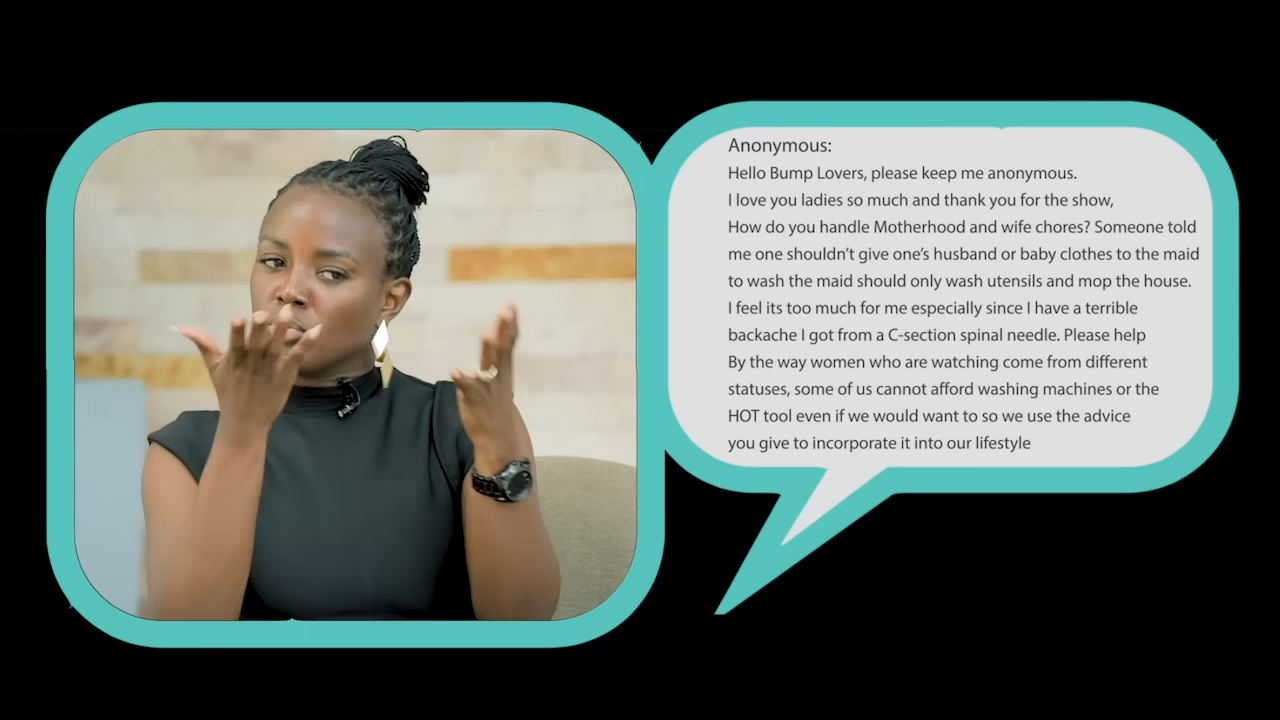 Anonymous:
Hello Bump Lovers, please keep me anonymous.
I love you ladies so much and thank you for the show,
How do you handle Motherhood and wife chores? Someone told
me one shouldn’t give one’s husband or baby clothes to the maid
to wash the maid should only wash utensils and mop the house.
I feel its too much for me especially since I have a terrible
backache I got from a C-section spinal needle. Please help
By the way women who are watching come from different
statuses, some of us cannot afford washing machines or the
HOT tool even if we would want to so we use the advice
you give to incorporate it into our lifestyle